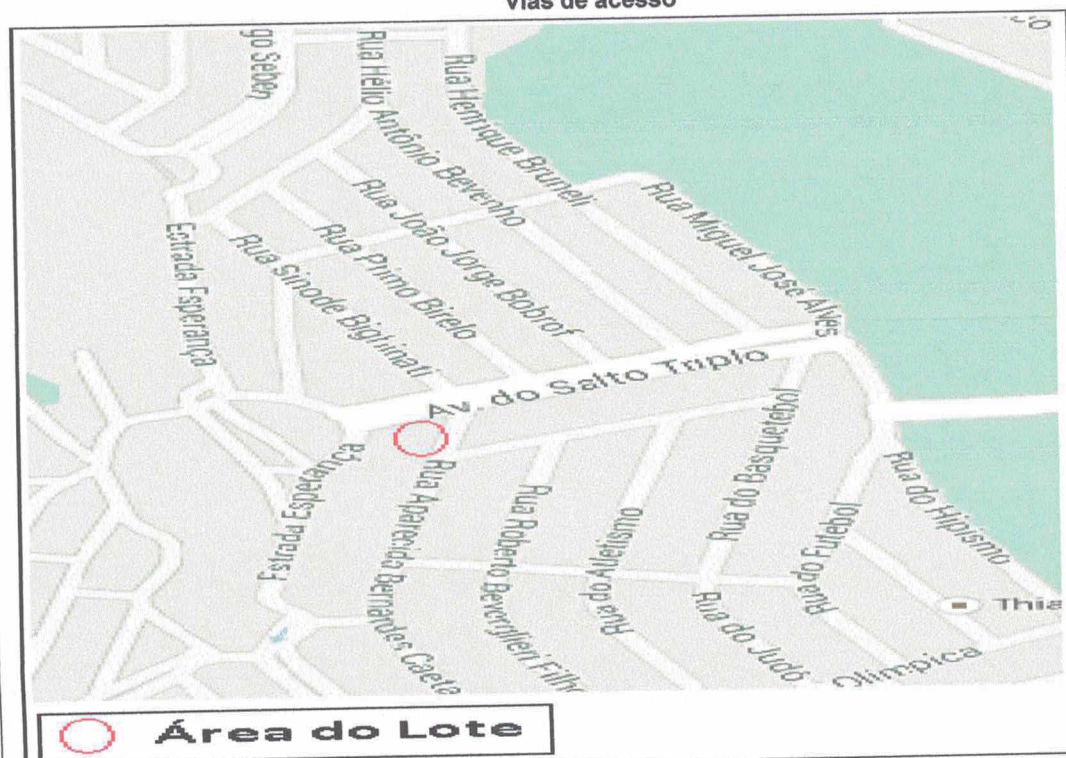 Vias de acesso
go Seben
Rua Hélio Antônio Bevenho
Rua Henrique Bruneli
Rua Miguel José Alves
Rua João Jorge Bobrof
Rua Primo Birelo
Rua Sinode Bighinati
Estrada Esperança
Av. do Salto Triplo
Estrada Esperança
Rua Aparecida Bernardes Caeta
Rua Roberto Bevorglieri Filho
Rua do Atletismo
Rua do Basquetebol
Rua do Futebol
Rua do Hipismo
Rua do Judô
Olímpica
Thia
Área do Lote